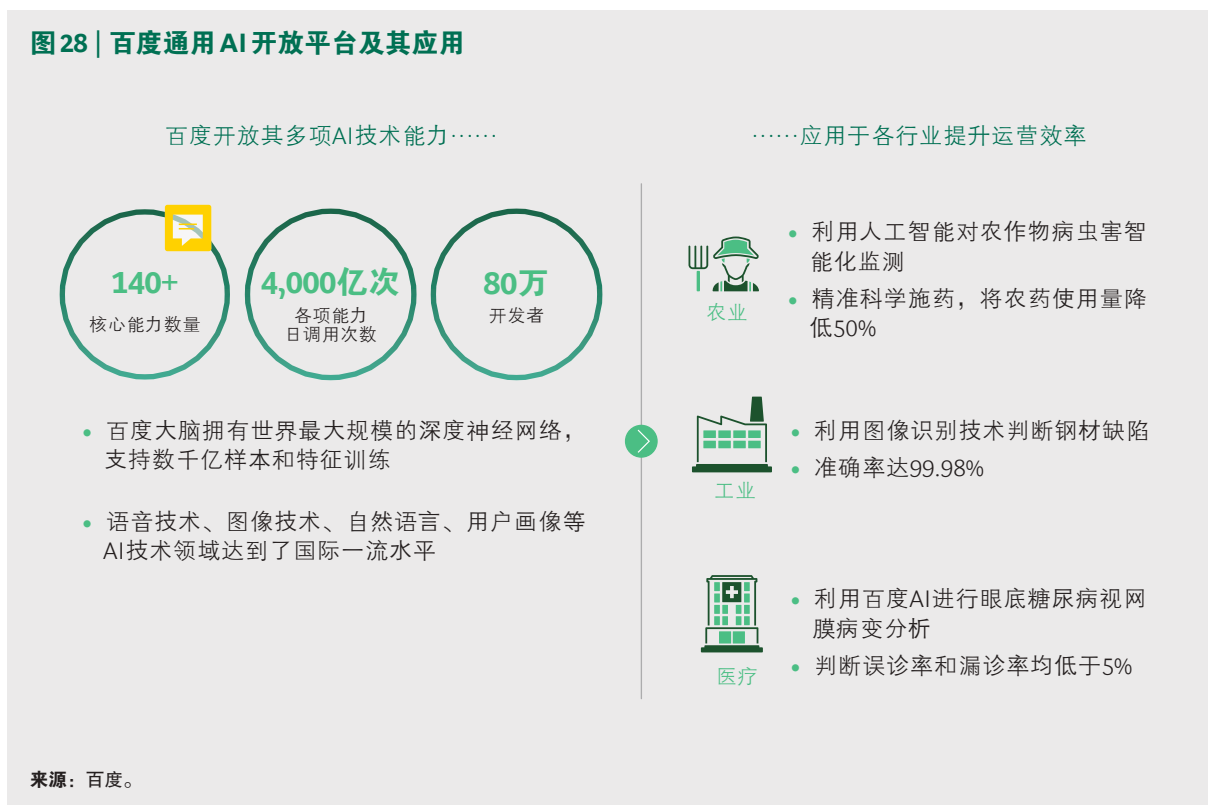 图28 | 百度通用AI开放平台及其应用
百度开放其多项AI技术能力……
140+
核心能力数量
4,000亿次
各项能力
日调用次数
80万
开发者
• 百度大脑拥有世界最大规模的深度神经网络，
支持数千亿样本和特征训练
• 语音技术、图像技术、自然语言、用户画像等
AI技术领域达到了国际一流水平
……应用于各行业提升运营效率
农业
• 利用人工智能对农作物病虫害智
能化监测
• 精准科学施药，将农药使用量降
低50%
工业
• 利用图像识别技术判断钢材缺陷
• 准确率达99.98%
医疗
• 利用百度AI进行眼底糖尿病视网
膜病变分析
• 判断误诊率和漏诊率均低于5%
来源：百度。